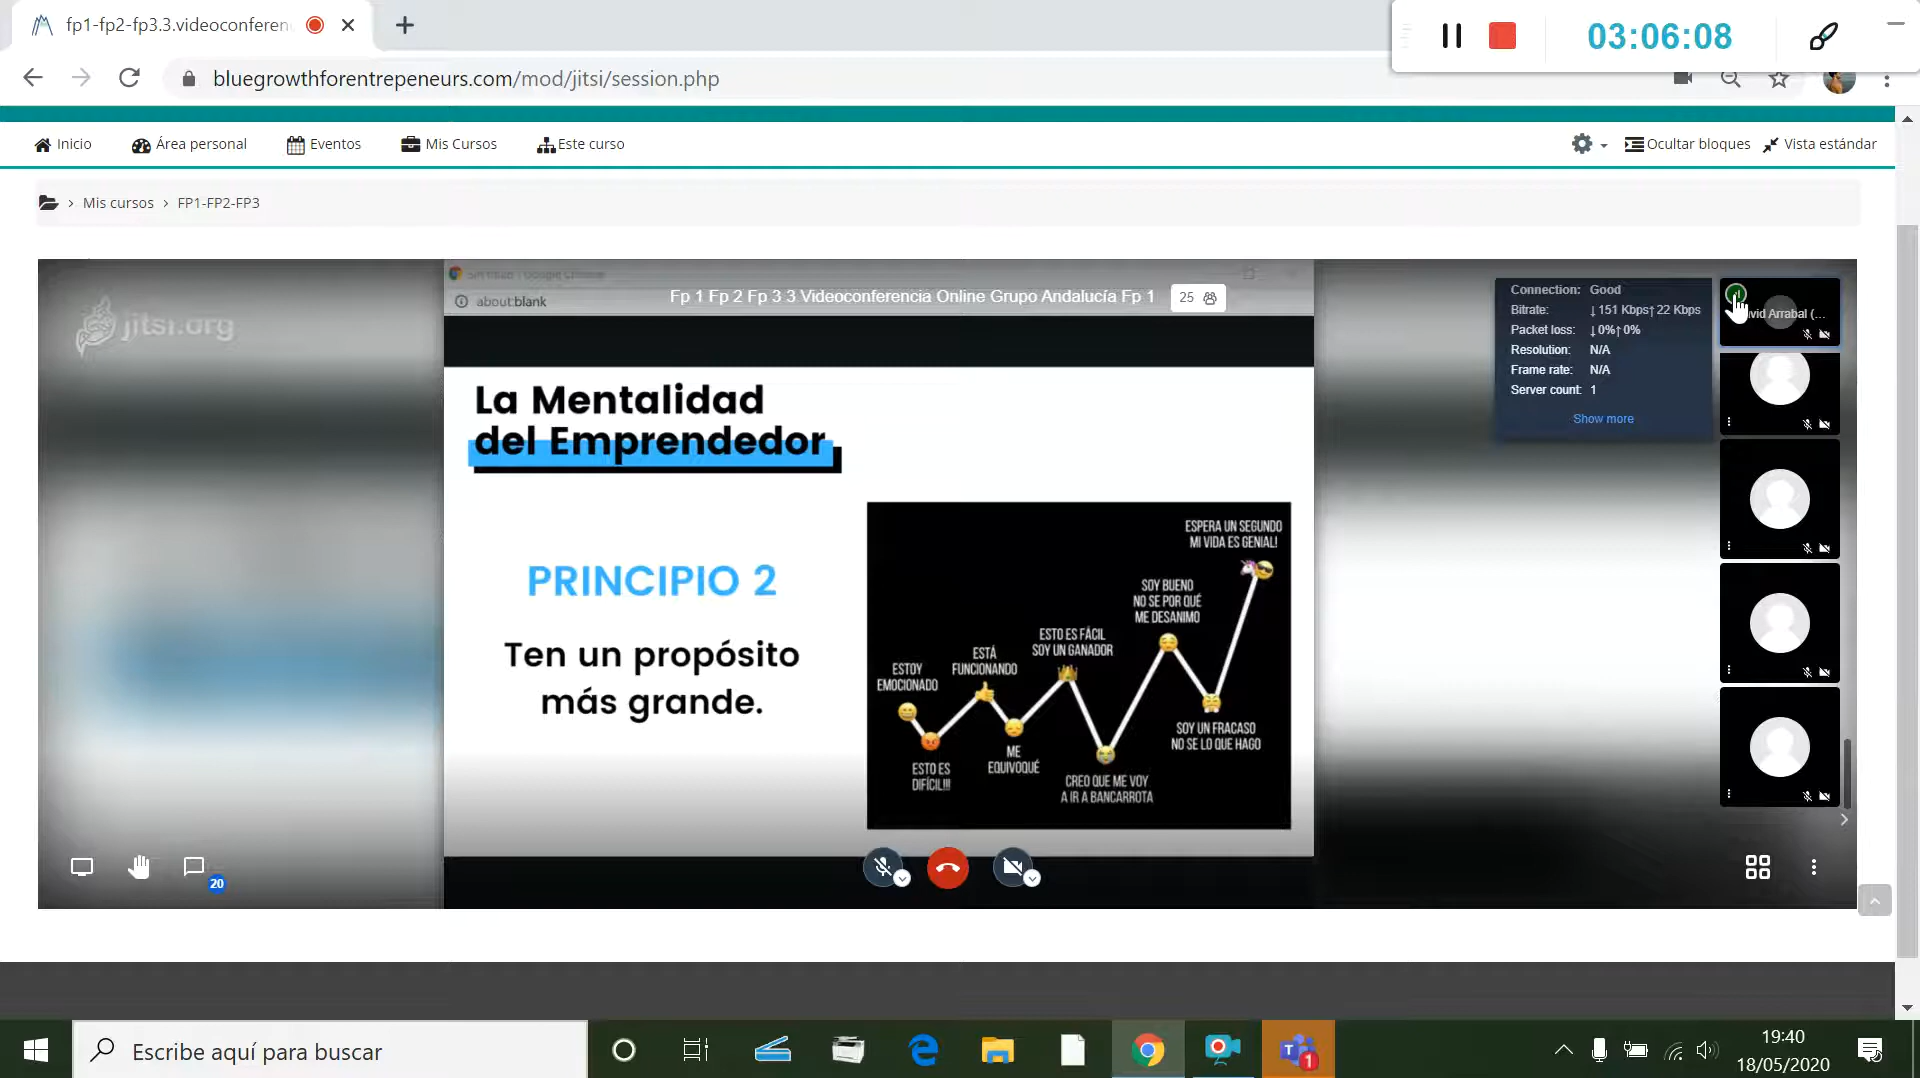 fp1-fp2-fp3.3.videoconferen
03:06:08
bluegrowthforentrepeneurs.com/mod/jitsi/session.php
Inicio
Área personal
Eventos
Mis Cursos
Este curso
Ocultar bloques
Vista estándar
Mis cursos
FP1-FP2-FP3
jitsi.org
about:blank
Fp 1 Fp 2 Fp 3 3 Videoconferencia Online Grupo Andalucía Fp 1
25
Connection: Good
Bitrate: ↓151 Kbps↑ 22 Kbps
Packet loss: ↓0%↑0%
Resolution: N/A
Frame rate: N/A
Server count: 1
Show more
Arrabal (...
La Mentalidad
del Emprendedor
PRINCIPIO 2
Ten un propósito
más grande.
ESTOY
EMOCIONADO
ESTO ES
DIFÍCIL!!!
ESTÁ
FUNCIONANDO
ME
EQUIVOQUÉ
ESTO ES FÁCIL
SOY UN GANADOR
CREO QUE ME VOY
A IR A BANCARROTA
SOY BUENO
NO SE POR QUÉ
ME DESANIMO
SOY UN FRACASO
NO SE LO QUE HAGO
ESPERA UN SEGUNDO
MI VIDA ES GENIAL!
20
Escribe aquí para buscar
1
19:40
18/05/2020